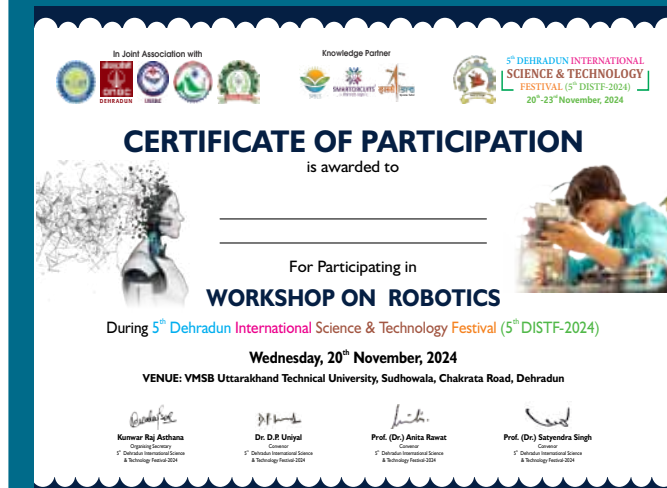 In Joint Association with
Knowledge Partner
DEHRADUN
SMARTCIRCUITS
5th DEHRADUN INTERNATIONAL
SCIENCE & TECHNOLOGY
FESTIVAL (5th DISTF-2024)
20th-23rd November, 2024
CERTIFICATE OF PARTICIPATION
is awarded to
For Participating in
WORKSHOP ON ROBOTICS
During 5th Dehradun International Science & Technology Festival (5th DISTF-2024)
Wednesday, 20th November, 2024
VENUE: VMSB Uttarakhand Technical University, Sudhowala, Chakrata Road, Dehradun
Kunwar Raj Asthana
Organising Secretary
5th Dehradun International Science
& Technology Festival-2024
Dr. D.P. Uniyal
Convenor
5th Dehradun International Science
& Technology Festival-2024
Prof. (Dr.) Anita Rawat
Convenor
5th Dehradun International Science
& Technology Festival-2024
Prof. (Dr.) Satyendra Singh
Convenor
5th Dehradun International Science
& Technology Festival-2024